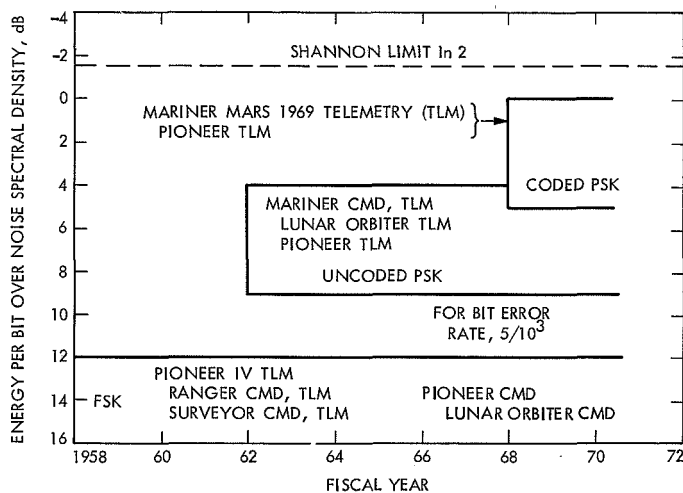 ENERGY PER BIT OVER NOISE SPECTRAL DENSITY, dB
-4
-2
0
2
4
6
8
10
12
14
16
SHANNON LIMIT ln 2
MARINER MARS 1969 TELEMETRY (TLM)
PIONEER TLM
CODED PSK
MARINER CMD, TLM
LUNAR ORBITER TLM
PIONEER TLM
UNCODED PSK
FOR BIT ERROR
RATE, 5/10³
PIONEER IV TLM
RANGER CMD, TLM
SURVEYOR CMD, TLM
FSK
PIONEER CMD
LUNAR ORBITER CMD
1958 60 62 64 66 68 70 72
FISCAL YEAR